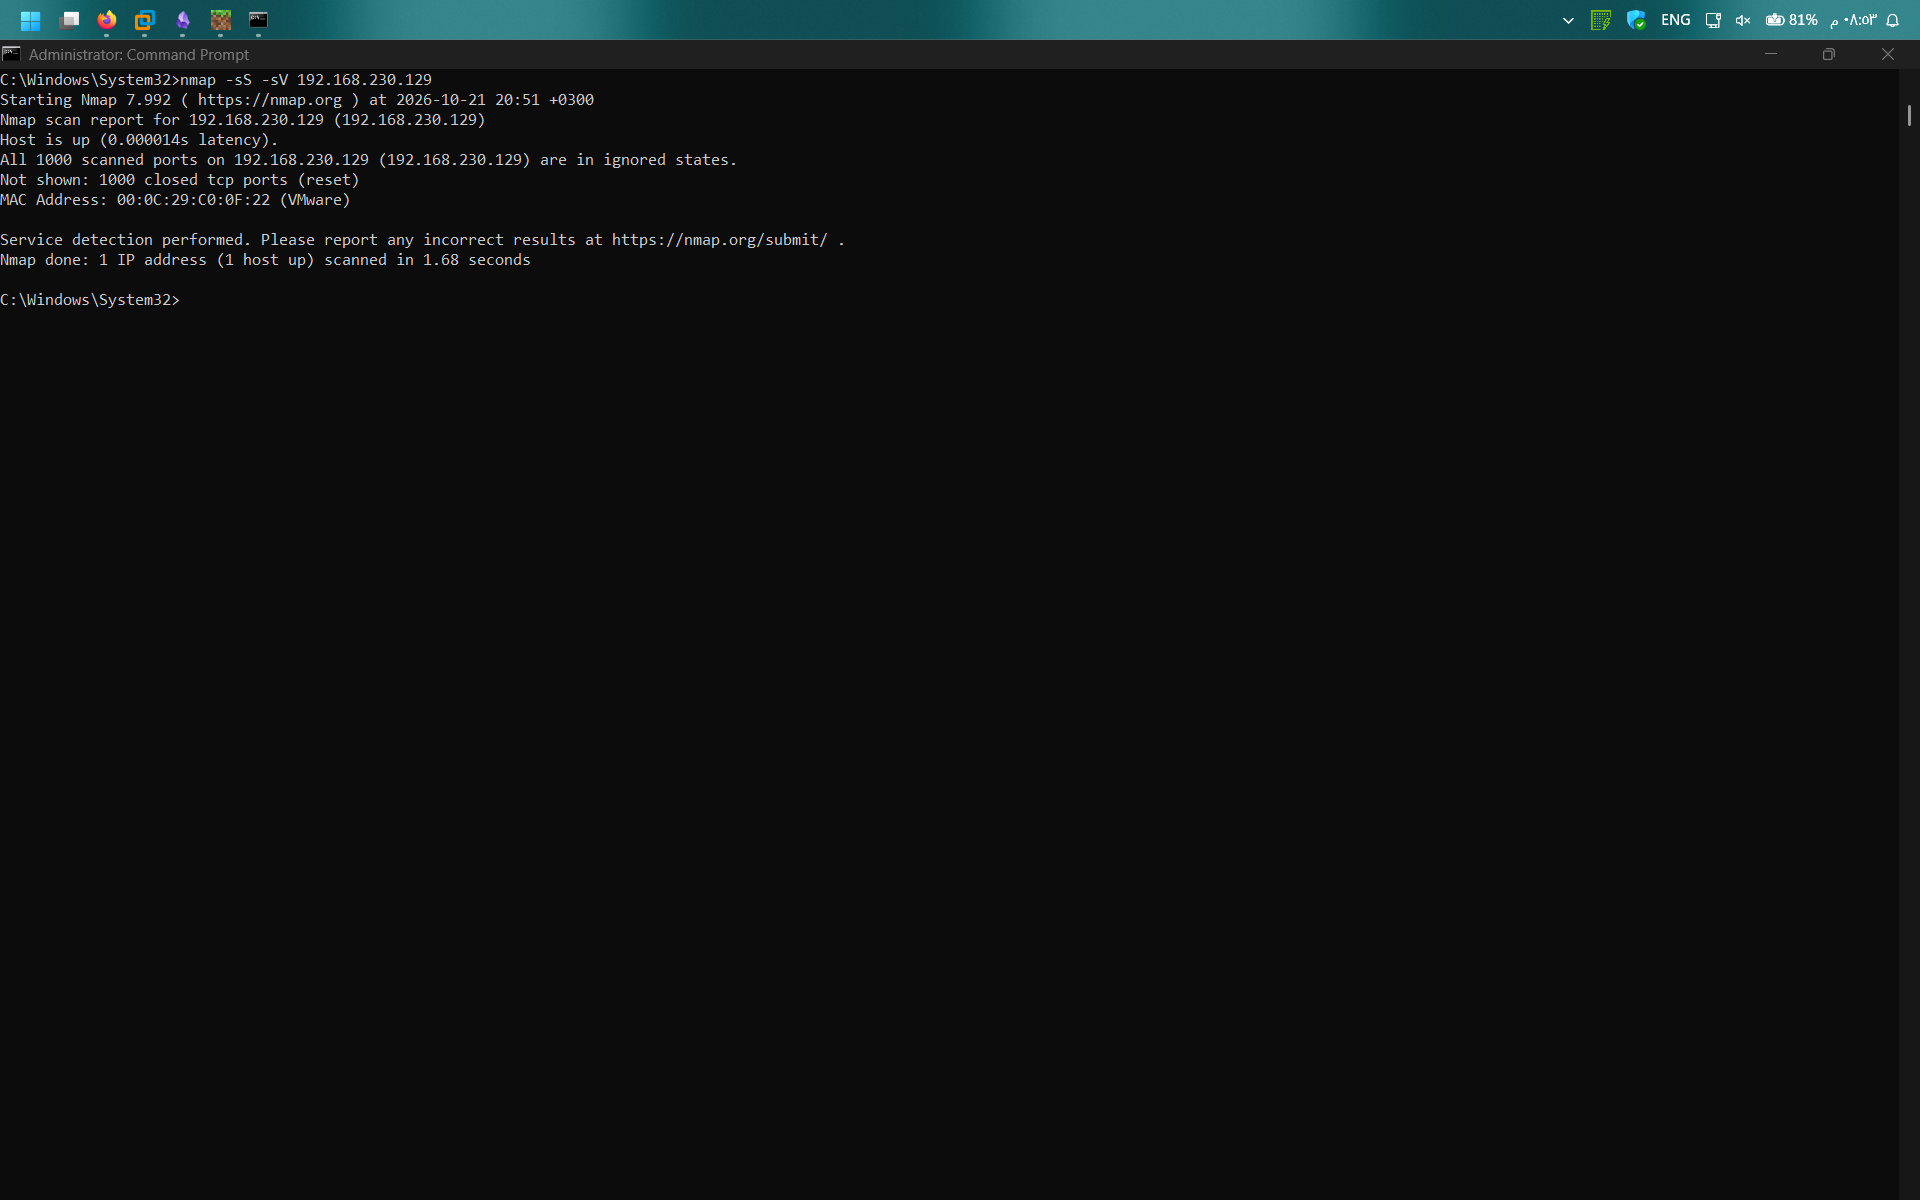 ENG
81%
٠٨:٥٣ م
Administrator: Command Prompt
C:\Windows\System32>nmap -sS -sV 192.168.230.129
Starting Nmap 7.992 ( https://nmap.org ) at 2026-10-21 20:51 +0300
Nmap scan report for 192.168.230.129 (192.168.230.129)
Host is up (0.000014s latency).
All 1000 scanned ports on 192.168.230.129 (192.168.230.129) are in ignored states.
Not shown: 1000 closed tcp ports (reset)
MAC Address: 00:0C:29:C0:0F:22 (VMware)
Service detection performed. Please report any incorrect results at https://nmap.org/submit/ .
Nmap done: 1 IP address (1 host up) scanned in 1.68 seconds
C:\Windows\System32>